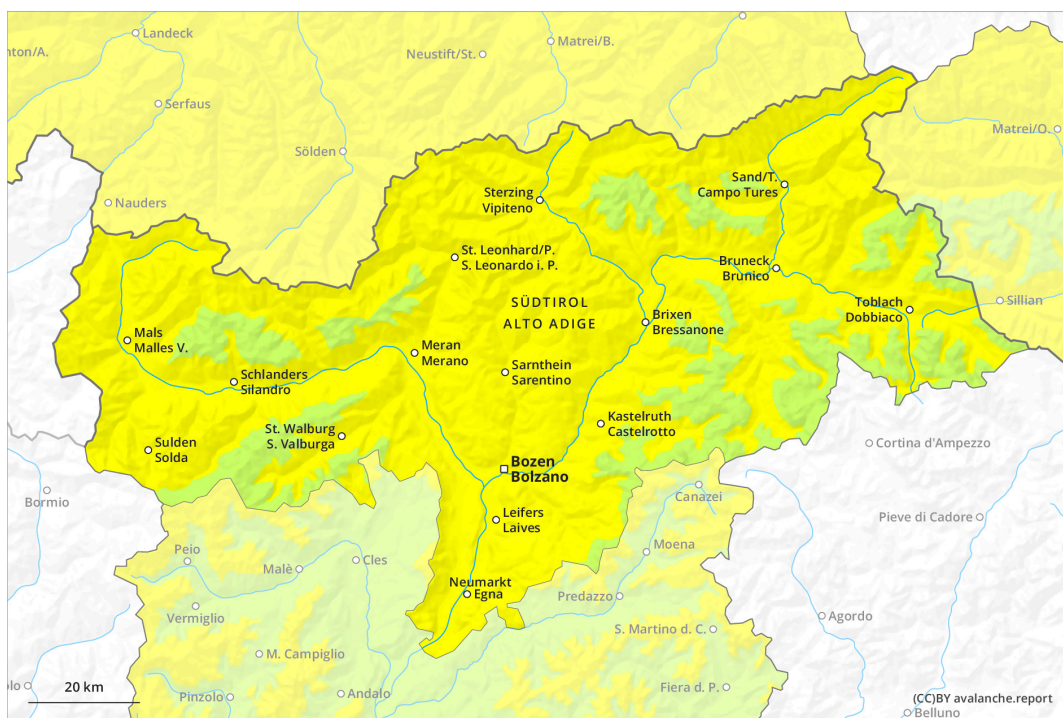 Landeck
nton/A.
Neustift/St.
Matrei/B.
Serfaus
Sölden
Matrei/O.
Nauders
Sterzing
Vipiteno
Sand/T.
Campo Tures
St. Leonhard/P.
S. Leonardo i. P.
Bruneck
Brunico
SÜDTIROL
ALTO ADIGE
Toblach
Dobbiaco
Sillian
Brixen
Bressanone
Mals
Malles V.
Meran
Merano
Sarnthein
Sarentino
Schlanders
Silandro
St. Walburg
S. Valburga
Kastelruth
Castelrotto
Sulden
Solda
Cortina d'Ampezzo
Bozen
Bolzano
Bormio
Canazei
Leifers
Laives
Pieve di Cadore
Peio
Moena
Cles
Malè
Neumarkt
Egna
Predazzo
Vermiglio
Agordo
S. Martino d. C.
M. Campiglio
20 km
olo
Pinzolo
Andalo
Fiera d. P.
(CC)BY avalanche.report
Belluno